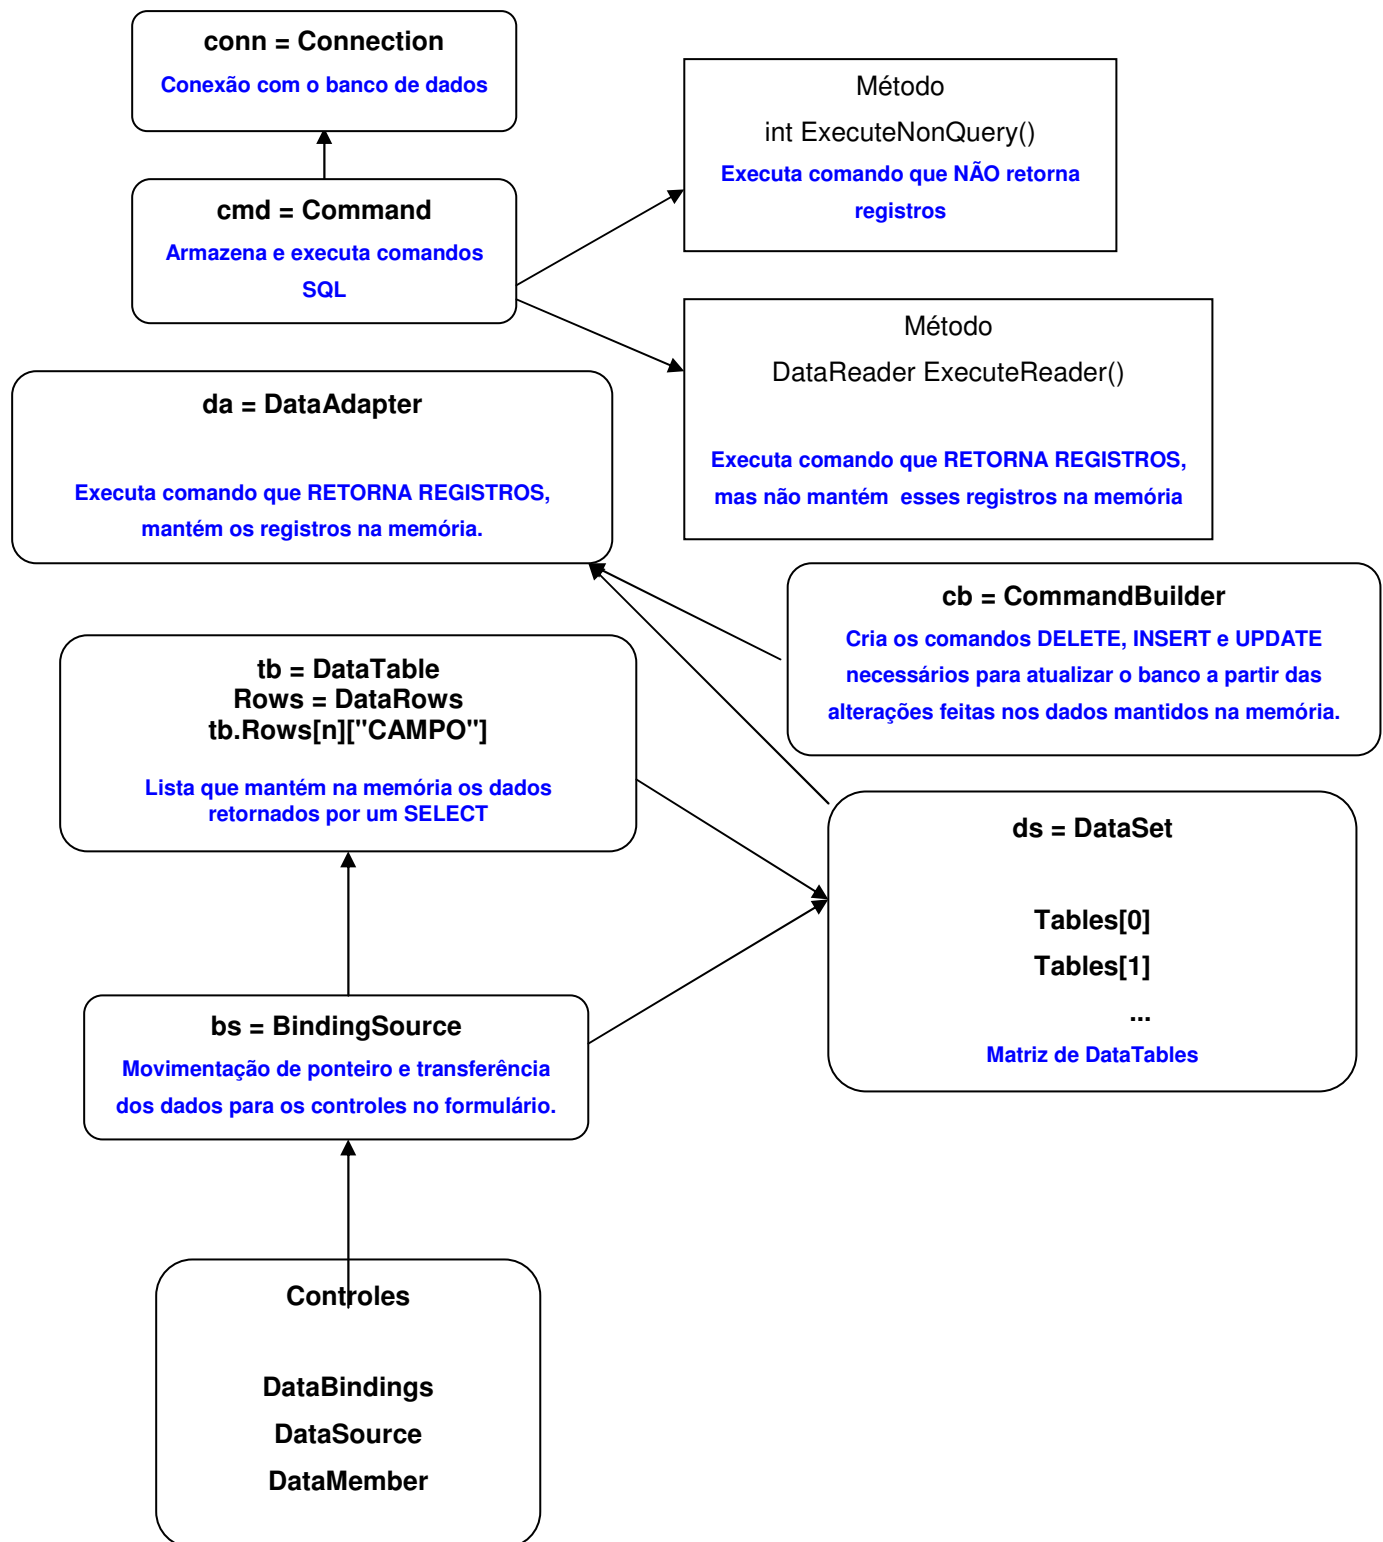 conn = Connection
Conexão com o banco de dados
Método
int ExecuteNonQuery()
Executa comando que NÃO retorna
registros
cmd = Command
Armazena e executa comandos
SQL
Método
DataReader ExecuteReader()
Executa comando que RETORNA REGISTROS,
mas não mantém esses registros na memória
da = DataAdapter
Executa comando que RETORNA REGISTROS,
mantém os registros na memória.
cb = CommandBuilder
Cria os comandos DELETE, INSERT e UPDATE
necessários para atualizar o banco a partir das
alterações feitas nos dados mantidos na memória.
tb = DataTable
Rows = DataRows
tb.Rows[n]["CAMPO"]
Lista que mantém na memória os dados
retornados por um SELECT
ds = DataSet
Tables[0]
Tables[1]
...
Matriz de DataTables
bs = BindingSource
Movimentação de ponteiro e transferência
dos dados para os controles no formulário.
Controles
DataBindings
DataSource
DataMember